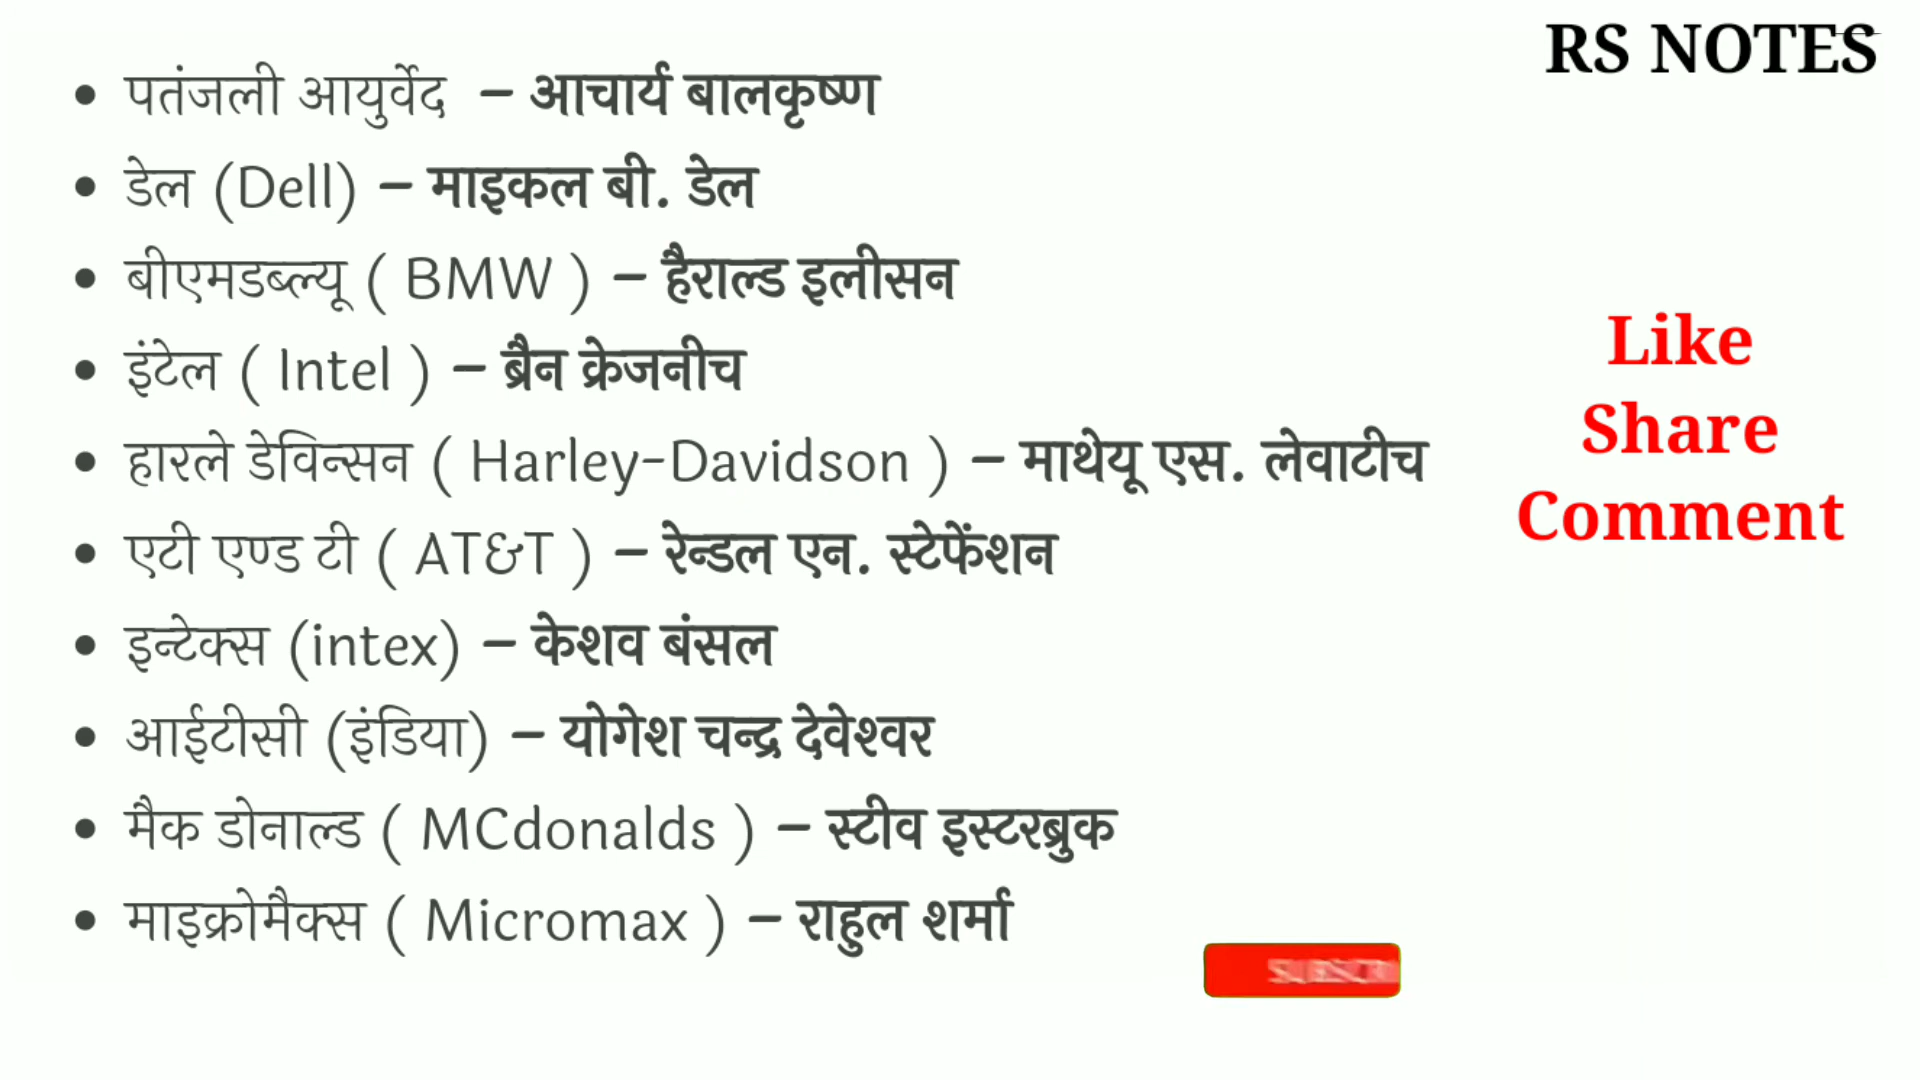 RS NOTES
• पतंजली आयुर्वेद – आचार्य बालकृष्ण
• डेल (Dell) – माइकल बी. डेल
• बीएमडब्ल्यू ( BMW ) – हैराल्ड इलीसन
• इंटेल ( Intel ) – ब्रैन क्रेजनीच
• हारले डेविन्सन ( Harley-Davidson ) – माथेयू एस. लेवाटीच
• एटी एण्ड टी ( AT&T ) – रेन्डल एन. स्टेफेंशन
• इन्टेक्स (intex) – केशव बंसल
• आईटीसी (इंडिया) – योगेश चन्द्र देवेश्वर
• मैक डोनाल्ड ( MCdonalds ) – स्टीव इस्टरब्रुक
• माइक्रोमैक्स ( Micromax ) – राहुल शर्मा
Like
Share
Comment